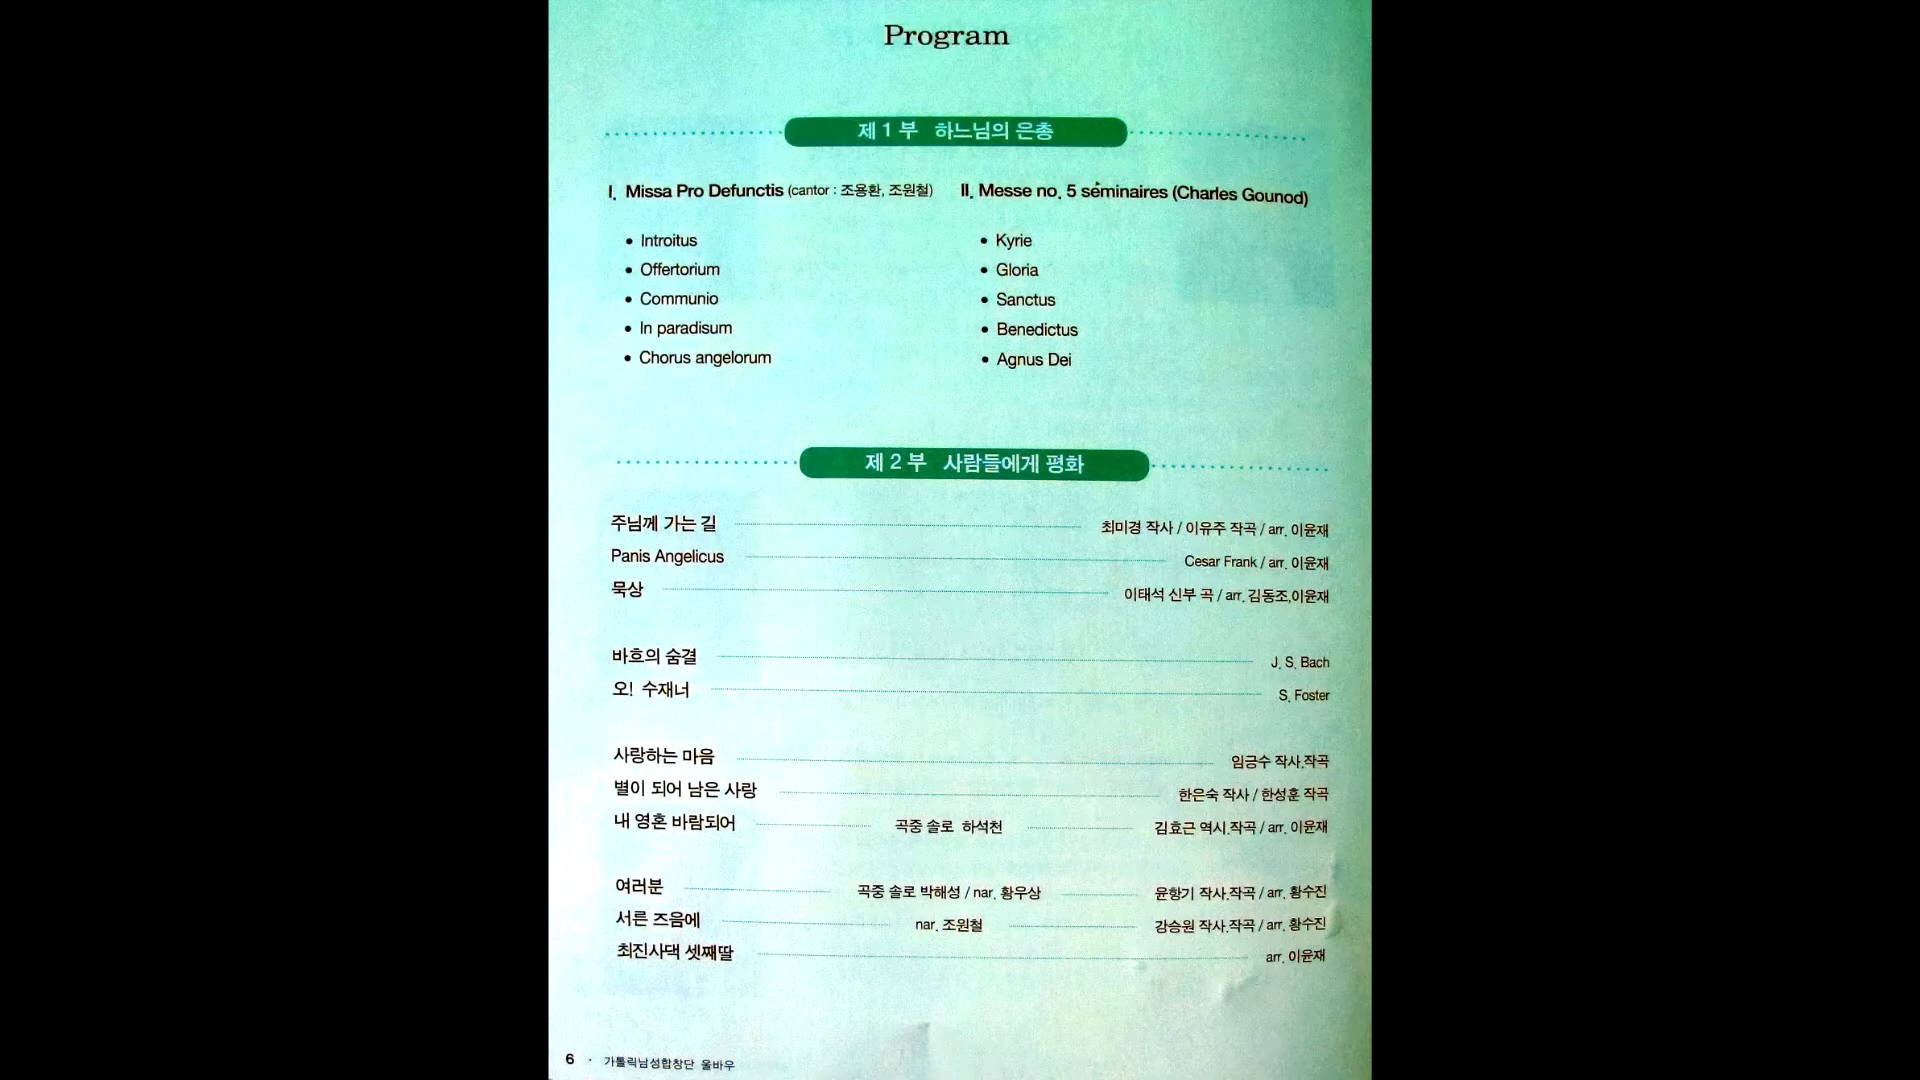 Program
제 1 부 하느님의 은총
I. Missa Pro Defunctis (cantor : 조용환, 조원철)
• Introitus
• Offertorium
• Communio
• In paradisum
• Chorus angelorum
II. Messe no. 5 séminaires (Charles Gounod)
• Kyrie
• Gloria
• Sanctus
• Benedictus
• Agnus Dei
제 2 부 사람들에게 평화
주님께 가는 길 최미경 작사 / 이유주 작곡 / arr. 이윤재
Panis Angelicus Cesar Frank / arr. 이윤재
묵상 이태석 신부 곡 / arr. 김동조,이윤재
바흐의 숨결 J. S. Bach
오! 수재너 S. Foster
사랑하는 마음 임긍수 작사.작곡
별이 되어 남은 사랑 한은숙 작사 / 한성훈 작곡
내 영혼 바람되어 곡중 솔로 하석천 김효근 역시.작곡 / arr. 이윤재
여러분 곡중 솔로 박해성 / nar. 황우상 윤항기 작사.작곡 / arr. 황수진
서른 즈음에 nar. 조원철 강승원 작사.작곡 / arr. 황수진
최진사댁 셋째딸 arr. 이윤재
6 · 가톨릭남성합창단 울바우